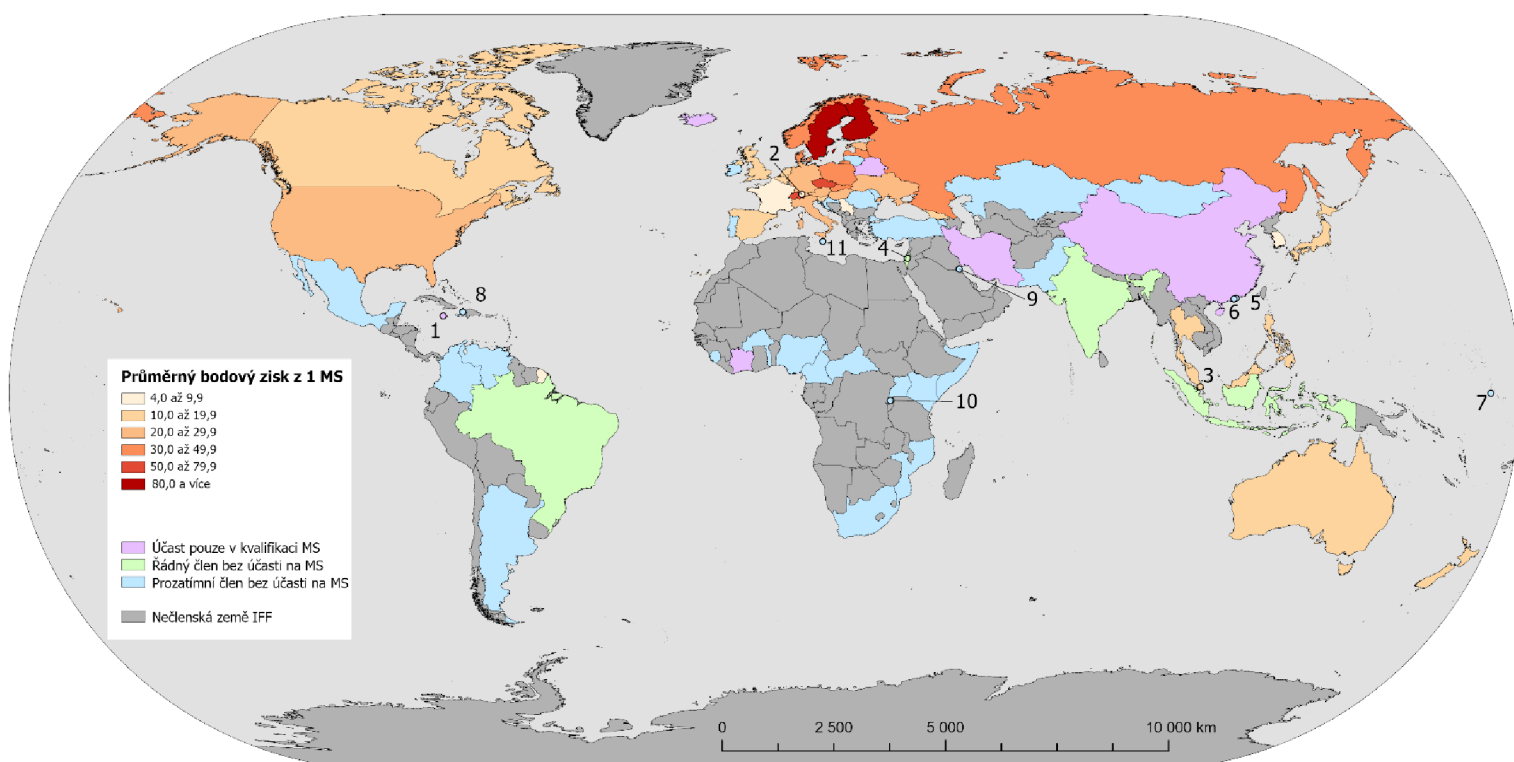 2
11
4
9
8
1
5
6
3
7
10
Průměrný bodový zisk z 1 MS
4,0 až 9,9
10,0 až 19,9
20,0 až 29,9
30,0 až 49,9
50,0 až 79,9
80,0 a více
Účast pouze v kvalifikaci MS
Řádný člen bez účasti na MS
Prozatímní člen bez účasti na MS
Nečlenská země IFF
0 2 500 5 000 10 000 km